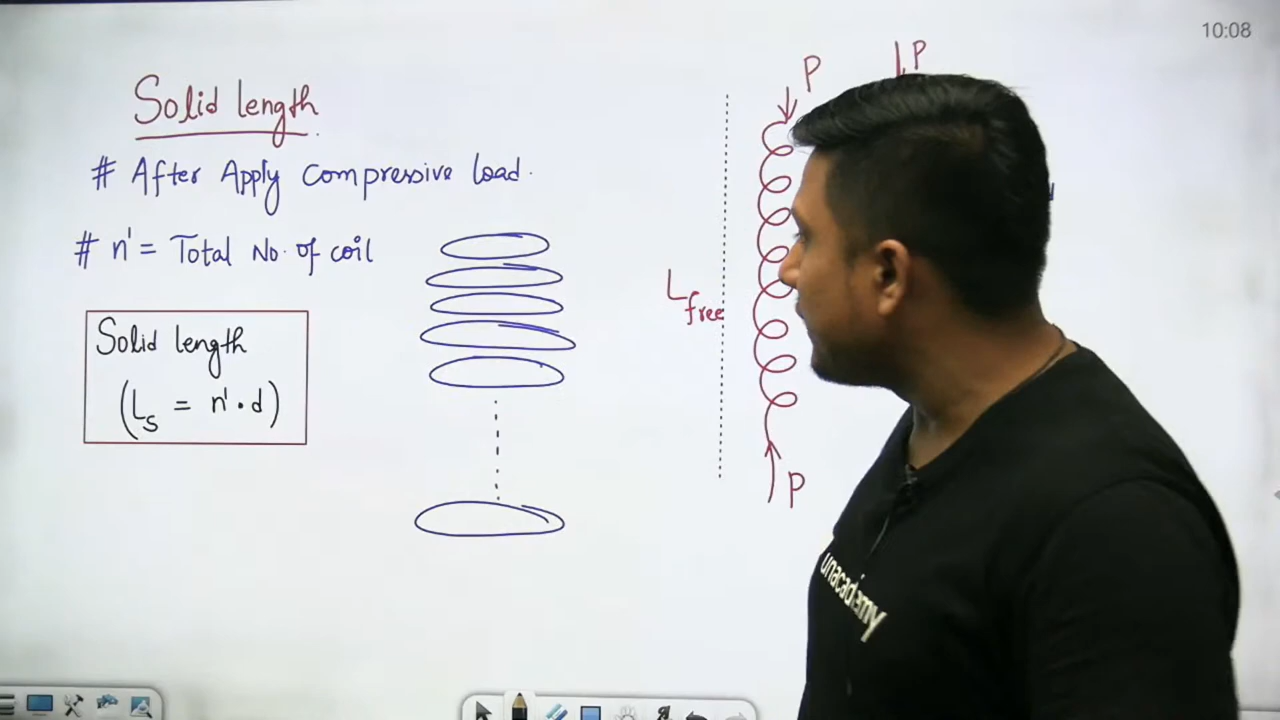 10:08
Solid length
# After Apply Compressive load.
# n' = Total No. of coil
Solid length
(Ls = n'·d)
P
P
Lfree
P
unacademy